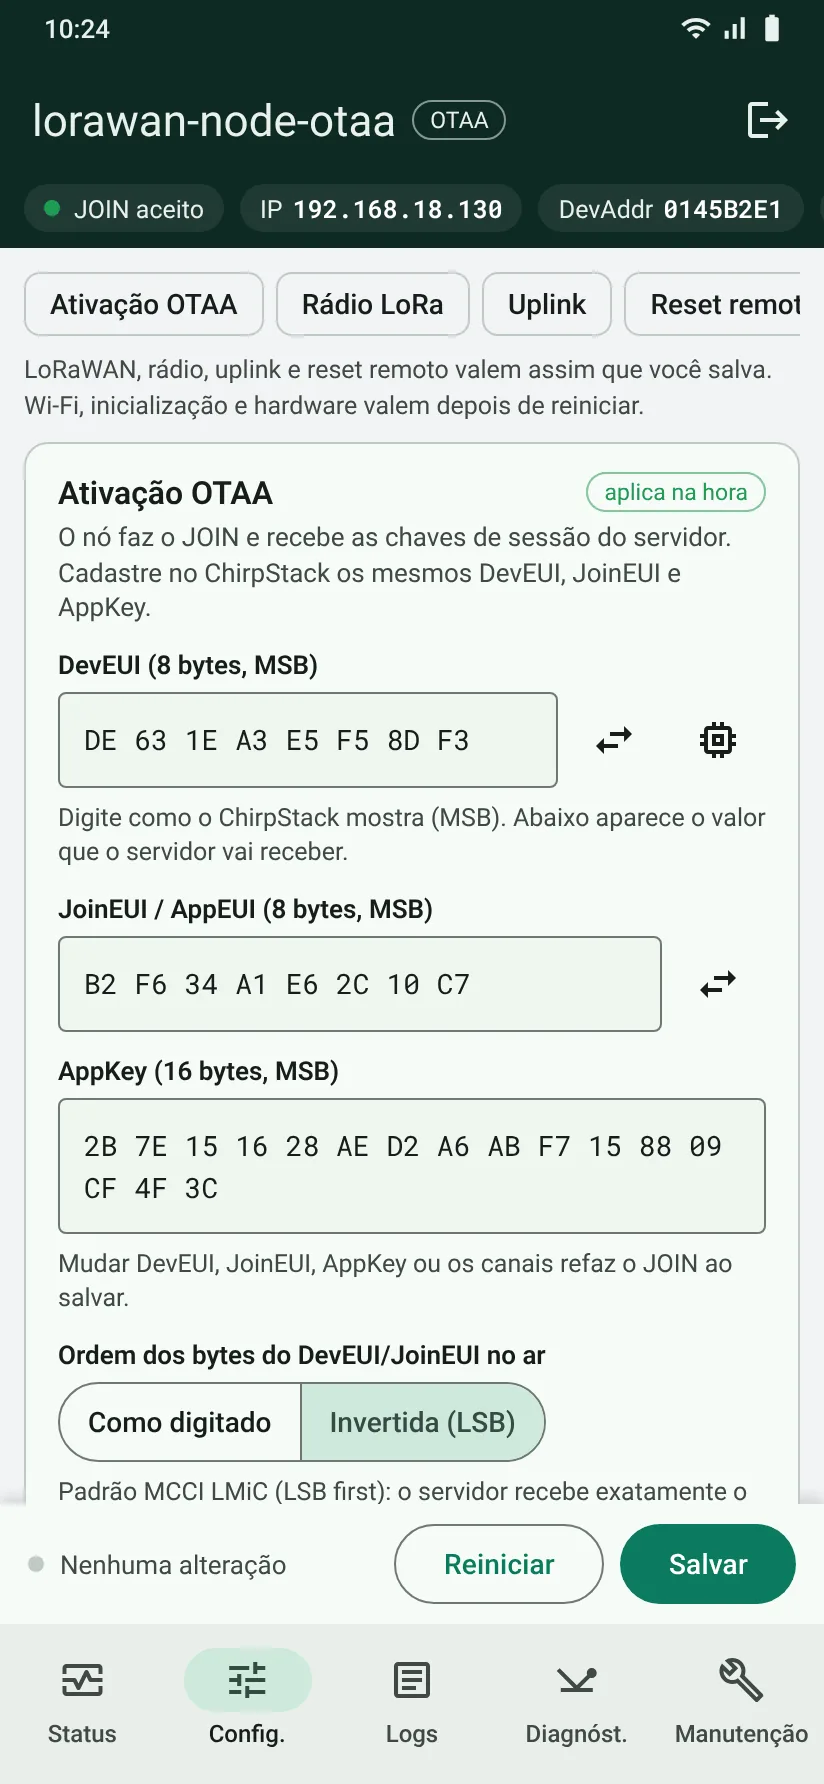 10:24
lorawan-node-otaa OTAA
JOIN aceito IP 192.168.18.130 DevAddr 0145B2E1
Ativação OTAA Rádio LoRa Uplink Reset remot
LoRaWAN, rádio, uplink e reset remoto valem assim que você salva.
Wi-Fi, inicialização e hardware valem depois de reiniciar.
Ativação OTAA aplica na hora
O nó faz o JOIN e recebe as chaves de sessão do servidor.
Cadastre no ChirpStack os mesmos DevEUI, JoinEUI e
AppKey.
DevEUI (8 bytes, MSB)
DE 63 1E A3 E5 F5 8D F3
Digite como o ChirpStack mostra (MSB). Abaixo aparece o valor
que o servidor vai receber.
JoinEUI / AppEUI (8 bytes, MSB)
B2 F6 34 A1 E6 2C 10 C7
AppKey (16 bytes, MSB)
2B 7E 15 16 28 AE D2 A6 AB F7 15 88 09
CF 4F 3C
Mudar DevEUI, JoinEUI, AppKey ou os canais refaz o JOIN ao
salvar.
Ordem dos bytes do DevEUI/JoinEUI no ar
Como digitado Invertida (LSB)
Padrão MCCI LMiC (LSB first): o servidor recebe exatamente o
Nenhuma alteração Reiniciar Salvar
Status Config. Logs Diagnóst. Manutenção